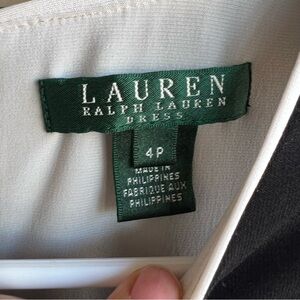 LAUREN
RALPH LAUREN
DRESS
4P
MADE IN
PHILIPPINES
FABRIQUE AUX
PHILIPPINES